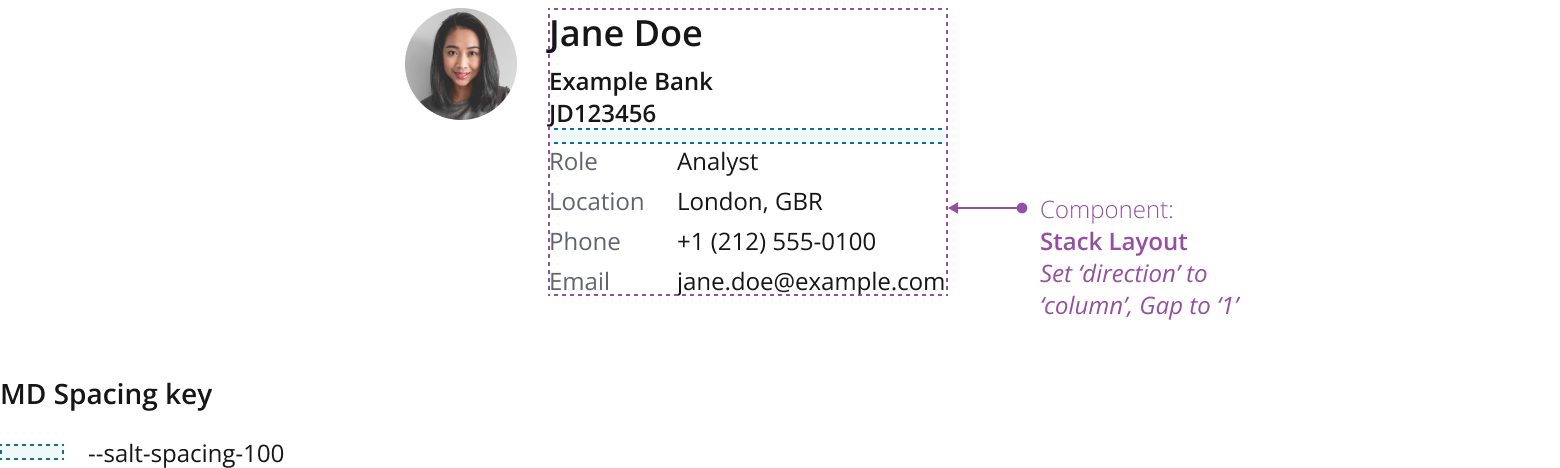 Jane Doe
Example Bank
JD123456
Role Analyst
Location London, GBR
Phone +1 (212) 555-0100
Email jane.doe@example.com
Component:
Stack Layout
Set ‘direction’ to
‘column’, Gap to ‘1’
MD Spacing key
--salt-spacing-100